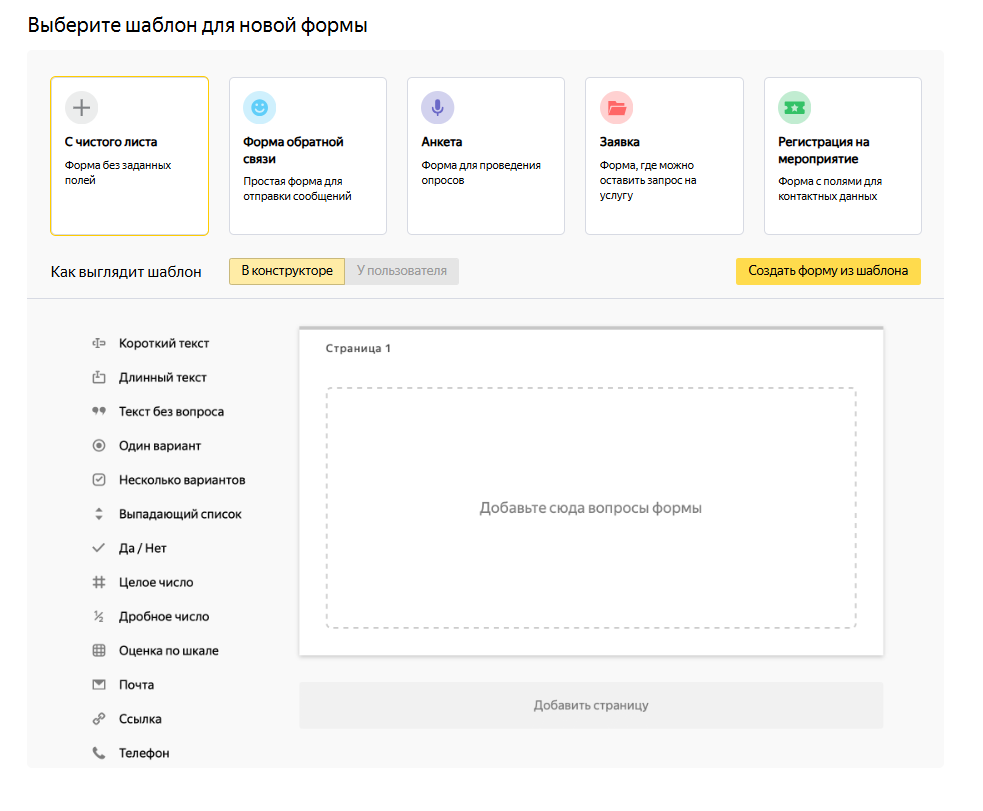 Выберите шаблон для новой формы
С чистого листа
Форма без заданных
полей
Форма обратной
связи
Простая форма для
отправки сообщений
Анкета
Форма для проведения
опросов
Заявка
Форма, где можно
оставить запрос на
услугу
Регистрация на
мероприятие
Форма с полями для
контактных данных
Как выглядит шаблон
В конструкторе
У пользователя
Создать форму из шаблона
Короткий текст
Длинный текст
Текст без вопроса
Один вариант
Несколько вариантов
Выпадающий список
Да / Нет
Целое число
Дробное число
Оценка по шкале
Почта
Ссылка
Телефон
Страница 1
Добавьте сюда вопросы формы
Добавить страницу